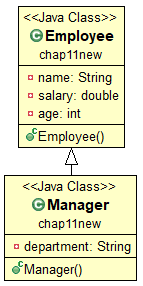 <<Java Class>>
Employee
chap11new
name: String
salary: double
age: int
Employee()
<<Java Class>>
Manager
chap11new
department: String
Manager()